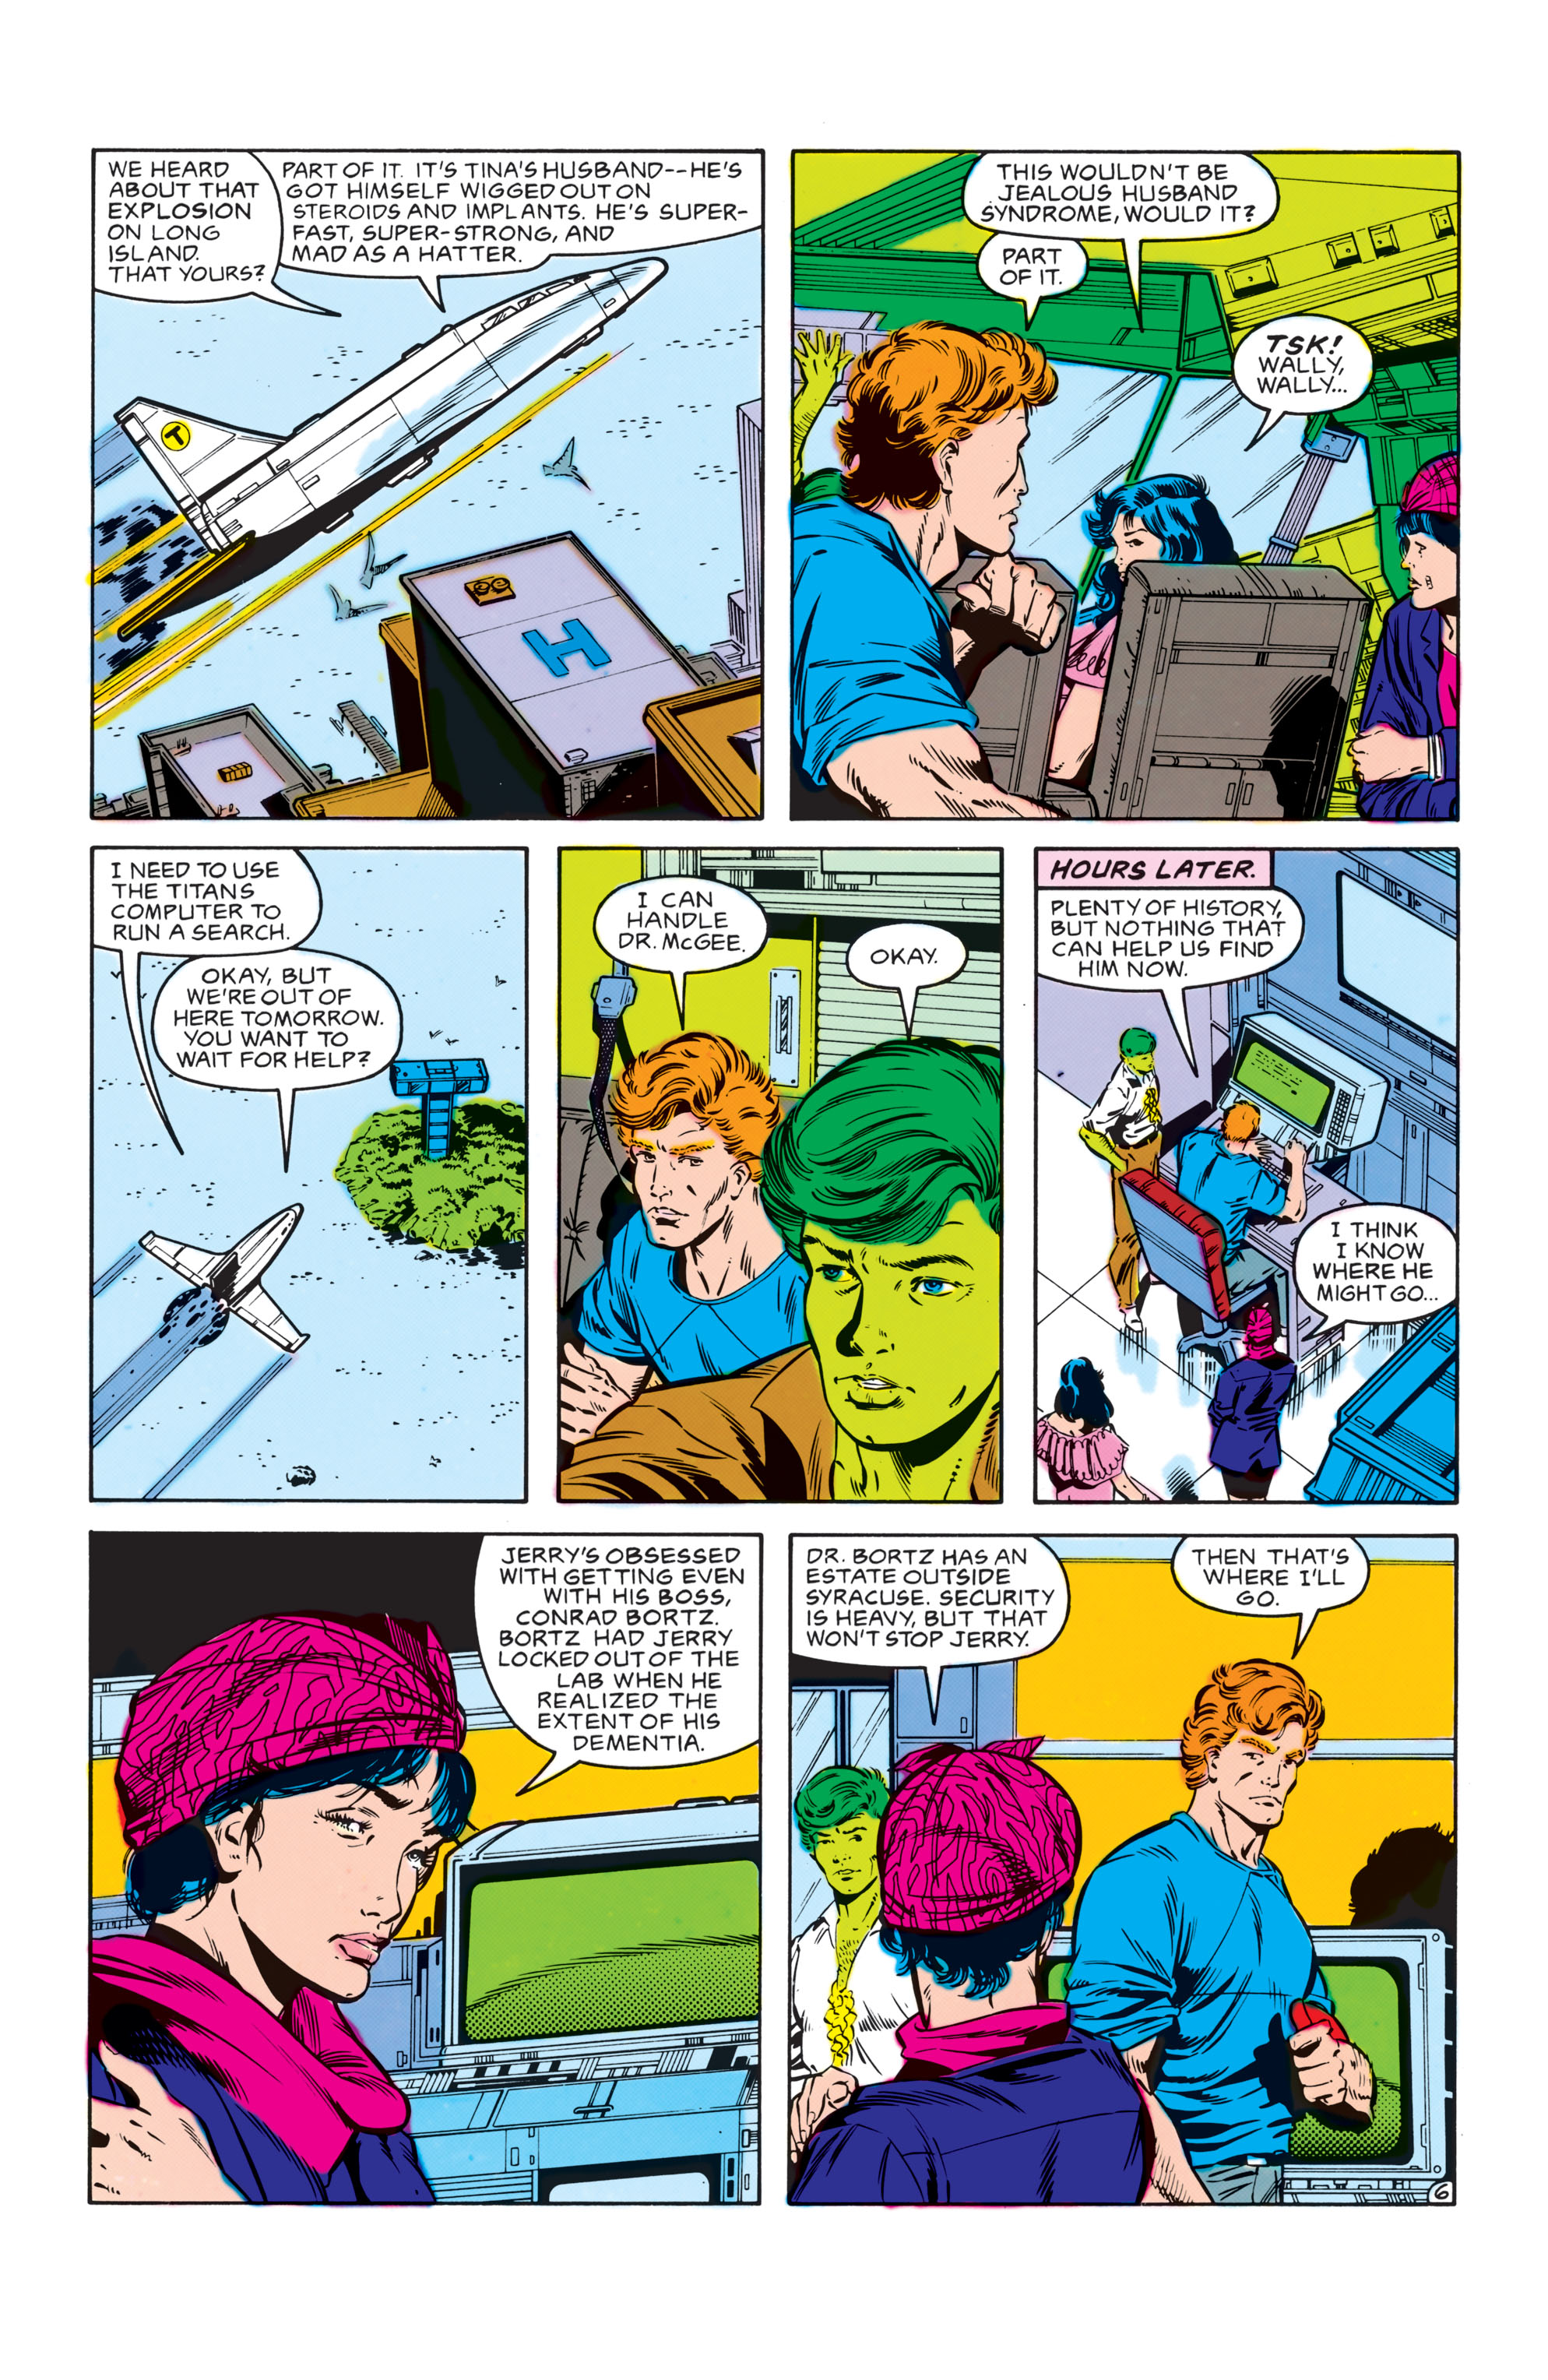 WE HEARD
ABOUT THAT
EXPLOSION
ON LONG
ISLAND.
THAT YOURS?
PART OF IT. IT'S TINA'S HUSBAND--HE'S
GOT HIMSELF WIGGED OUT ON
STEROIDS AND IMPLANTS. HE'S SUPER-
FAST, SUPER-STRONG, AND
MAD AS A HATTER.
T
H
THIS WOULDN'T BE
JEALOUS HUSBAND
SYNDROME, WOULD IT?
PART
OF IT.
TSK!
WALLY,
WALLY...
I NEED TO USE
THE TITANS
COMPUTER TO
RUN A SEARCH.
OKAY, BUT
WE'RE OUT OF
HERE TOMORROW.
YOU WANT TO
WAIT FOR HELP?
I CAN
HANDLE
DR. McGEE.
OKAY.
HOURS LATER.
PLENTY OF HISTORY,
BUT NOTHING THAT
CAN HELP US FIND
HIM NOW.
I THINK
I KNOW
WHERE HE
MIGHT GO...
JERRY'S OBSESSED
WITH GETTING EVEN
WITH HIS BOSS,
CONRAD BORTZ.
BORTZ HAD JERRY
LOCKED OUT OF THE
LAB WHEN HE
REALIZED THE
EXTENT OF HIS
DEMENTIA.
DR. BORTZ HAS AN
ESTATE OUTSIDE
SYRACUSE. SECURITY
IS HEAVY, BUT THAT
WON'T STOP JERRY.
THEN THAT'S
WHERE I'LL
GO.
6